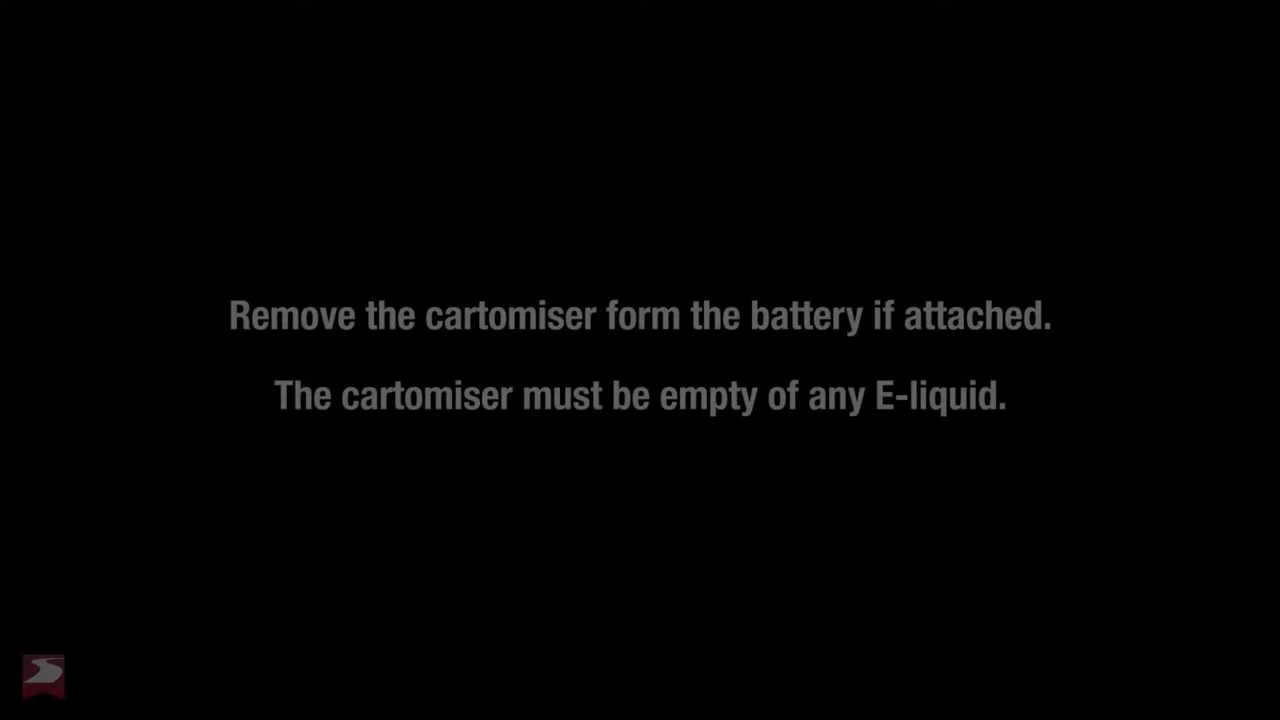 Remove the cartomiser form the battery if attached.
The cartomiser must be empty of any E-liquid.